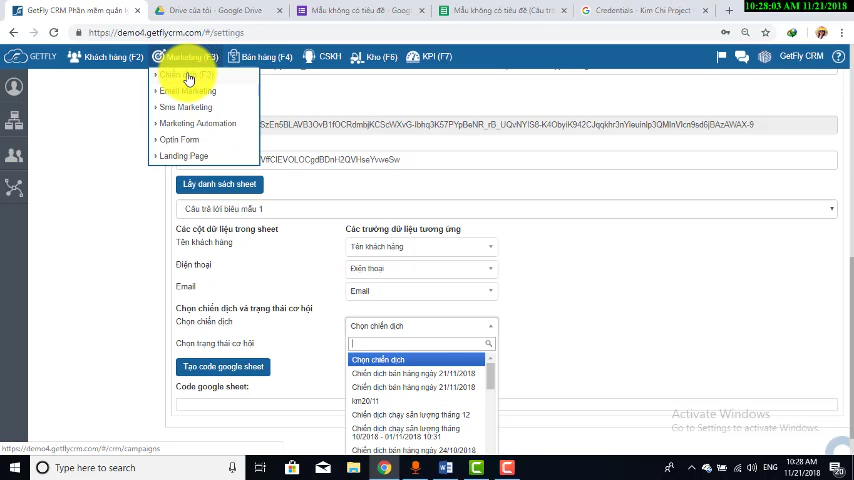 10:28:03 AM 11/21/2018
GetFly CRM Phần mềm quản lý
Drive của tôi - Google Drive
Mẫu không có tiêu đề - Goog
Mẫu không có tiêu đề (Câu trả
Credentials - Kim Chi Project
https://demo4.getflycrm.com/#/settings
GETFLY
Khách hàng (F2)
Marketing (F3)
Bán hàng (F4)
CSKH
Kho (F6)
KPI (F7)
GetFly CRM
Chiến dịch (F3)
Email Marketing
Sms Marketing
Marketing Automation
Optin Form
Landing Page
Lấy danh sách sheet
Câu trả lời biểu mẫu 1
Các cột dữ liệu trong sheet
Các trường dữ liệu tương ứng
Tên khách hàng
Tên khách hàng
Điện thoại
Điện thoại
Email
Email
Chọn chiến dịch và trạng thái cơ hội
Chọn chiến dịch
Chọn chiến dịch
Chọn trạng thái cơ hội
Chọn chiến dịch
Chiến dịch bán hàng ngày 21/11/2018
Chiến dịch bán hàng ngày 21/11/2018
km20/11
Chiến dịch chạy sản lượng tháng 12
Chiến dịch chạy sản lượng tháng
10/2018 - 01/11/2018 10:31
Chiến dịch bán hàng ngày 24/10/2018
Tạo code google sheet
Code google sheet:
Activate Windows
Go to Settings to activate Windows.
https://demo4.getflycrm.com/#/crm/campaigns
Type here to search
ENG
10:28 AM
11/21/2018
20